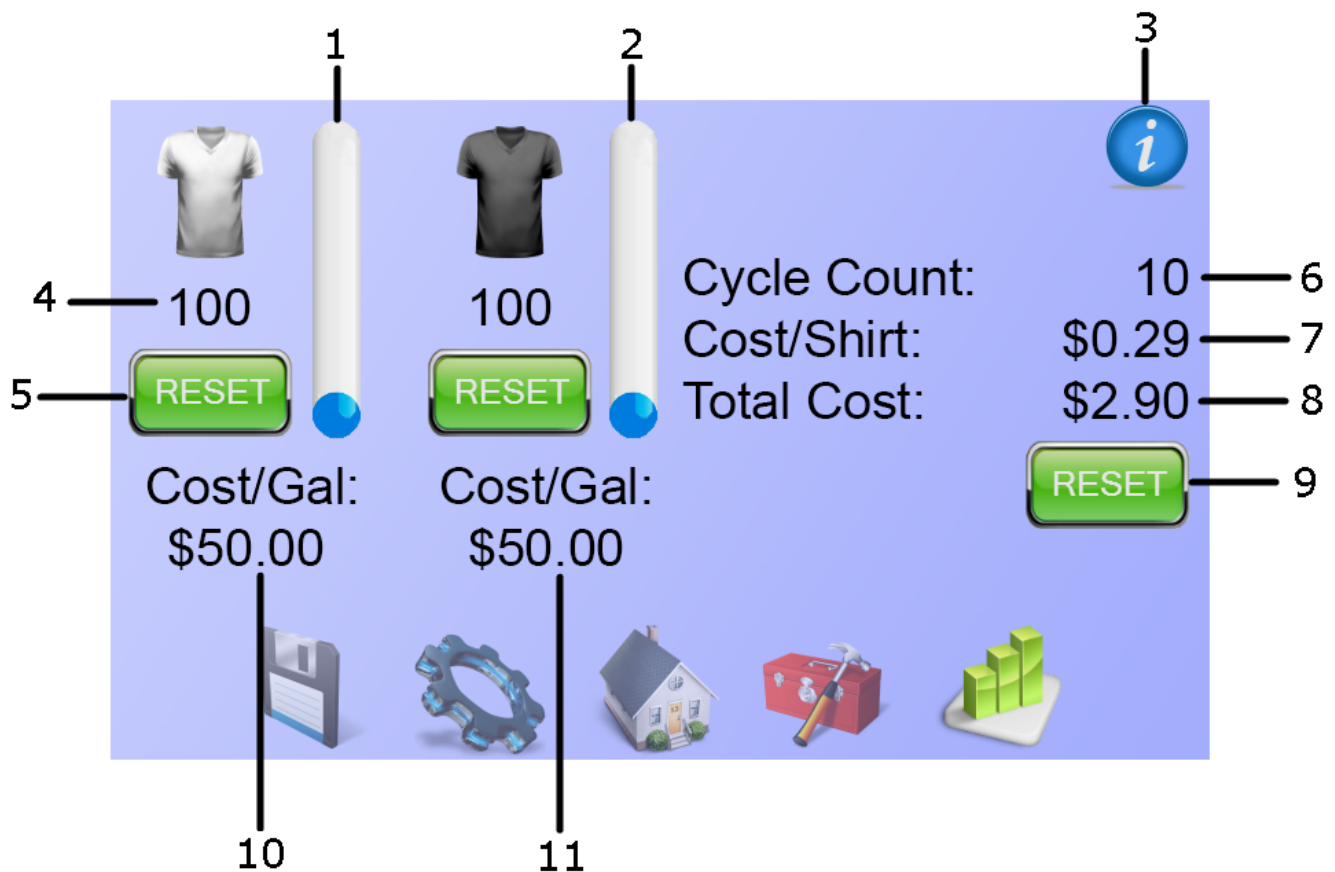 1 2 3
i
Cycle Count: 10 6
4 100 100
Cost/Shirt: $0.29 7
5 RESET RESET
Total Cost: $2.90 8
Cost/Gal: Cost/Gal:
RESET 9
$50.00 $50.00
10 11